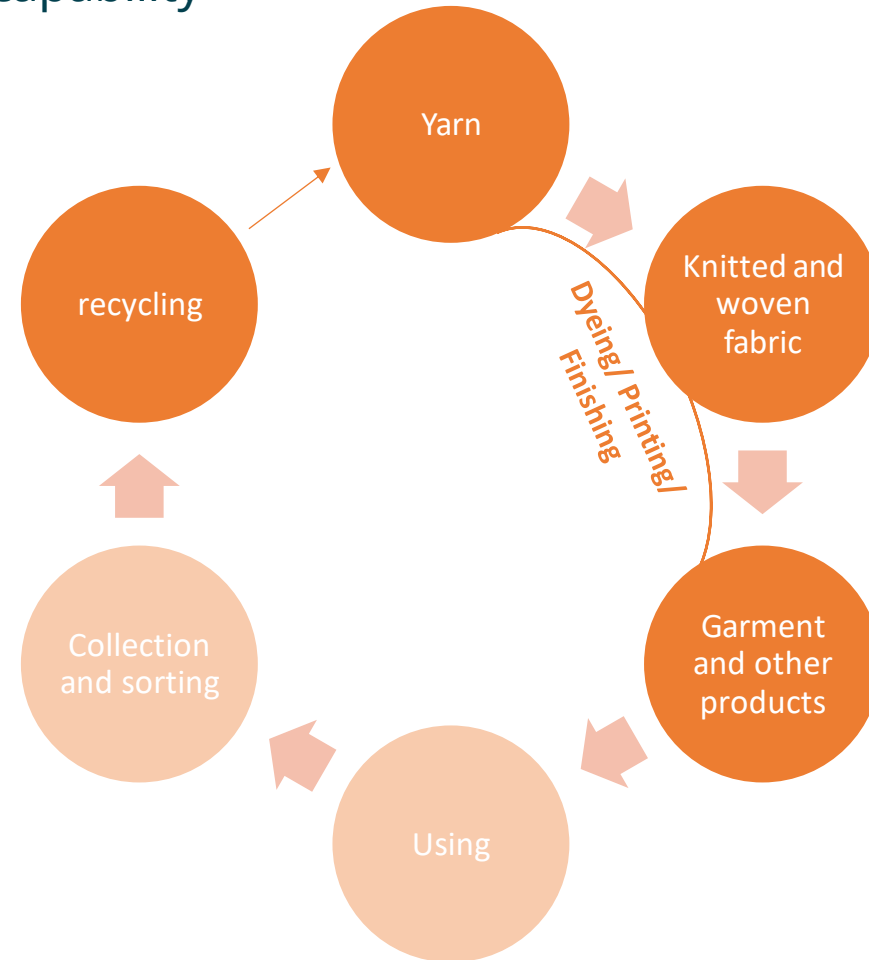 Yarn
Knitted and
woven
fabric
Dyeing/ Printing/
Finishing
Garment
and other
products
Using
Collection
and sorting
recycling